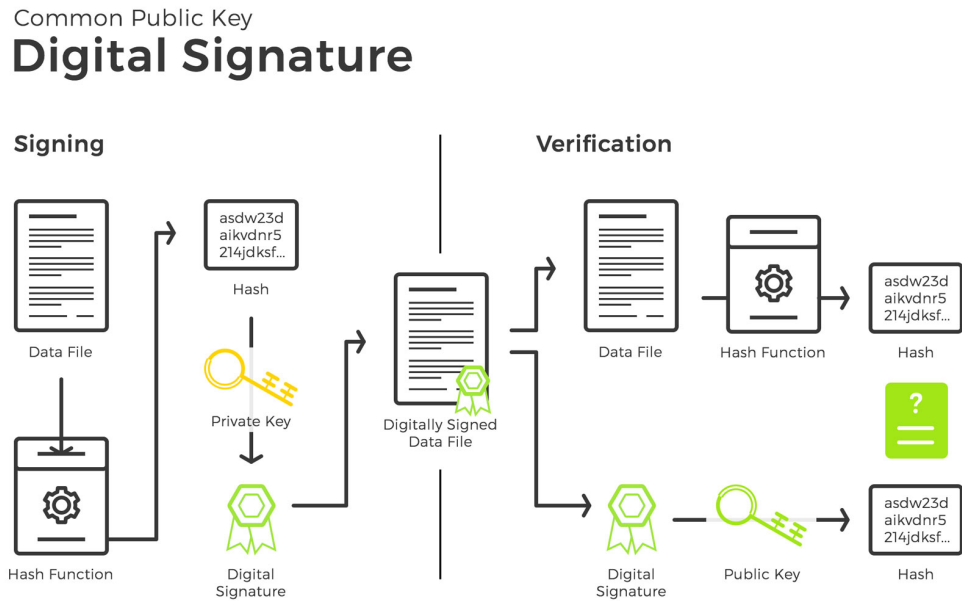 Common Public Key
Digital Signature
Signing
Data File
Hash Function
asdw23d
aikvdnr5
214jdksf...
Hash
Private Key
Digital
Signature
Digitally Signed
Data File
Verification
Data File
Hash Function
asdw23d
aikvdnr5
214jdksf...
Hash
?
Digital
Signature
Public Key
asdw23d
aikvdnr5
214jdksf...
Hash